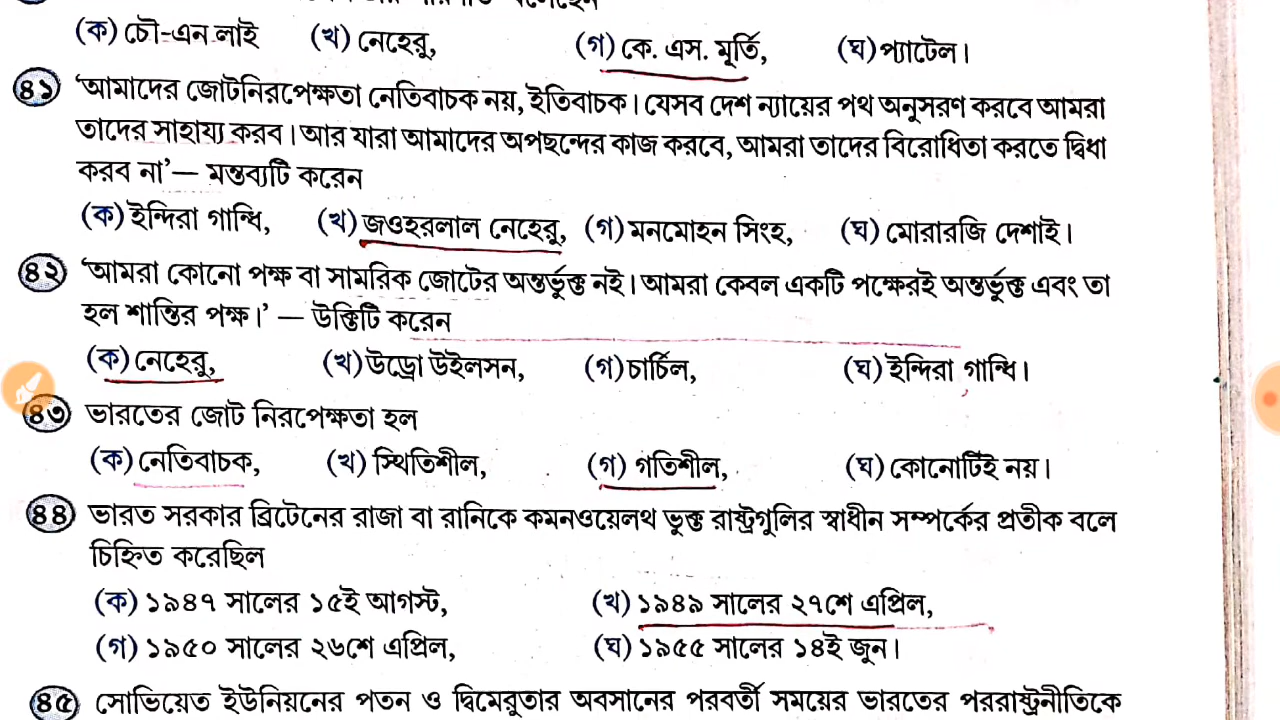 (ক) চৌ-এন লাই (খ) নেহেরু, (গ) কে. এস. মূর্তি, (ঘ) প্যাটেল।
৪১ 'আমাদের জোটনিরপেক্ষতা নেতিবাচক নয়, ইতিবাচক। যেসব দেশ ন্যায়ের পথ অনুসরণ করবে আমরা
তাদের সাহায্য করব। আর যারা আমাদের অপছন্দের কাজ করবে, আমরা তাদের বিরোধিতা করতে দ্বিধা
করব না'— মন্তব্যটি করেন
(ক) ইন্দিরা গান্ধি, (খ) জওহরলাল নেহেরু, (গ) মনমোহন সিংহ, (ঘ) মোরারজি দেশাই।
৪২ 'আমরা কোনো পক্ষ বা সামরিক জোটের অন্তর্ভুক্ত নই। আমরা কেবল একটি পক্ষেরই অন্তর্ভুক্ত এবং তা
হল শান্তির পক্ষ।' — উক্তিটি করেন
(ক) নেহেরু, (খ) উড্রো উইলসন, (গ) চার্চিল, (ঘ) ইন্দিরা গান্ধি।
৪৩ ভারতের জোট নিরপেক্ষতা হল
(ক) নেতিবাচক, (খ) স্থিতিশীল, (গ) গতিশীল, (ঘ) কোনোটিই নয়।
৪৪ ভারত সরকার ব্রিটেনের রাজা বা রানিকে কমনওয়েলথ ভুক্ত রাষ্ট্রগুলির স্বাধীন সম্পর্কের প্রতীক বলে
চিহ্নিত করেছিল
(ক) ১৯৪৭ সালের ১৫ই আগস্ট, (খ) ১৯৪৯ সালের ২৭শে এপ্রিল,
(গ) ১৯৫০ সালের ২৬শে এপ্রিল, (ঘ) ১৯৫৫ সালের ১৪ই জুন।
৪৫ সোভিয়েত ইউনিয়নের পতন ও দ্বিমেরুতার অবসানের পরবর্তী সময়ের ভারতের পররাষ্ট্রনীতিকে